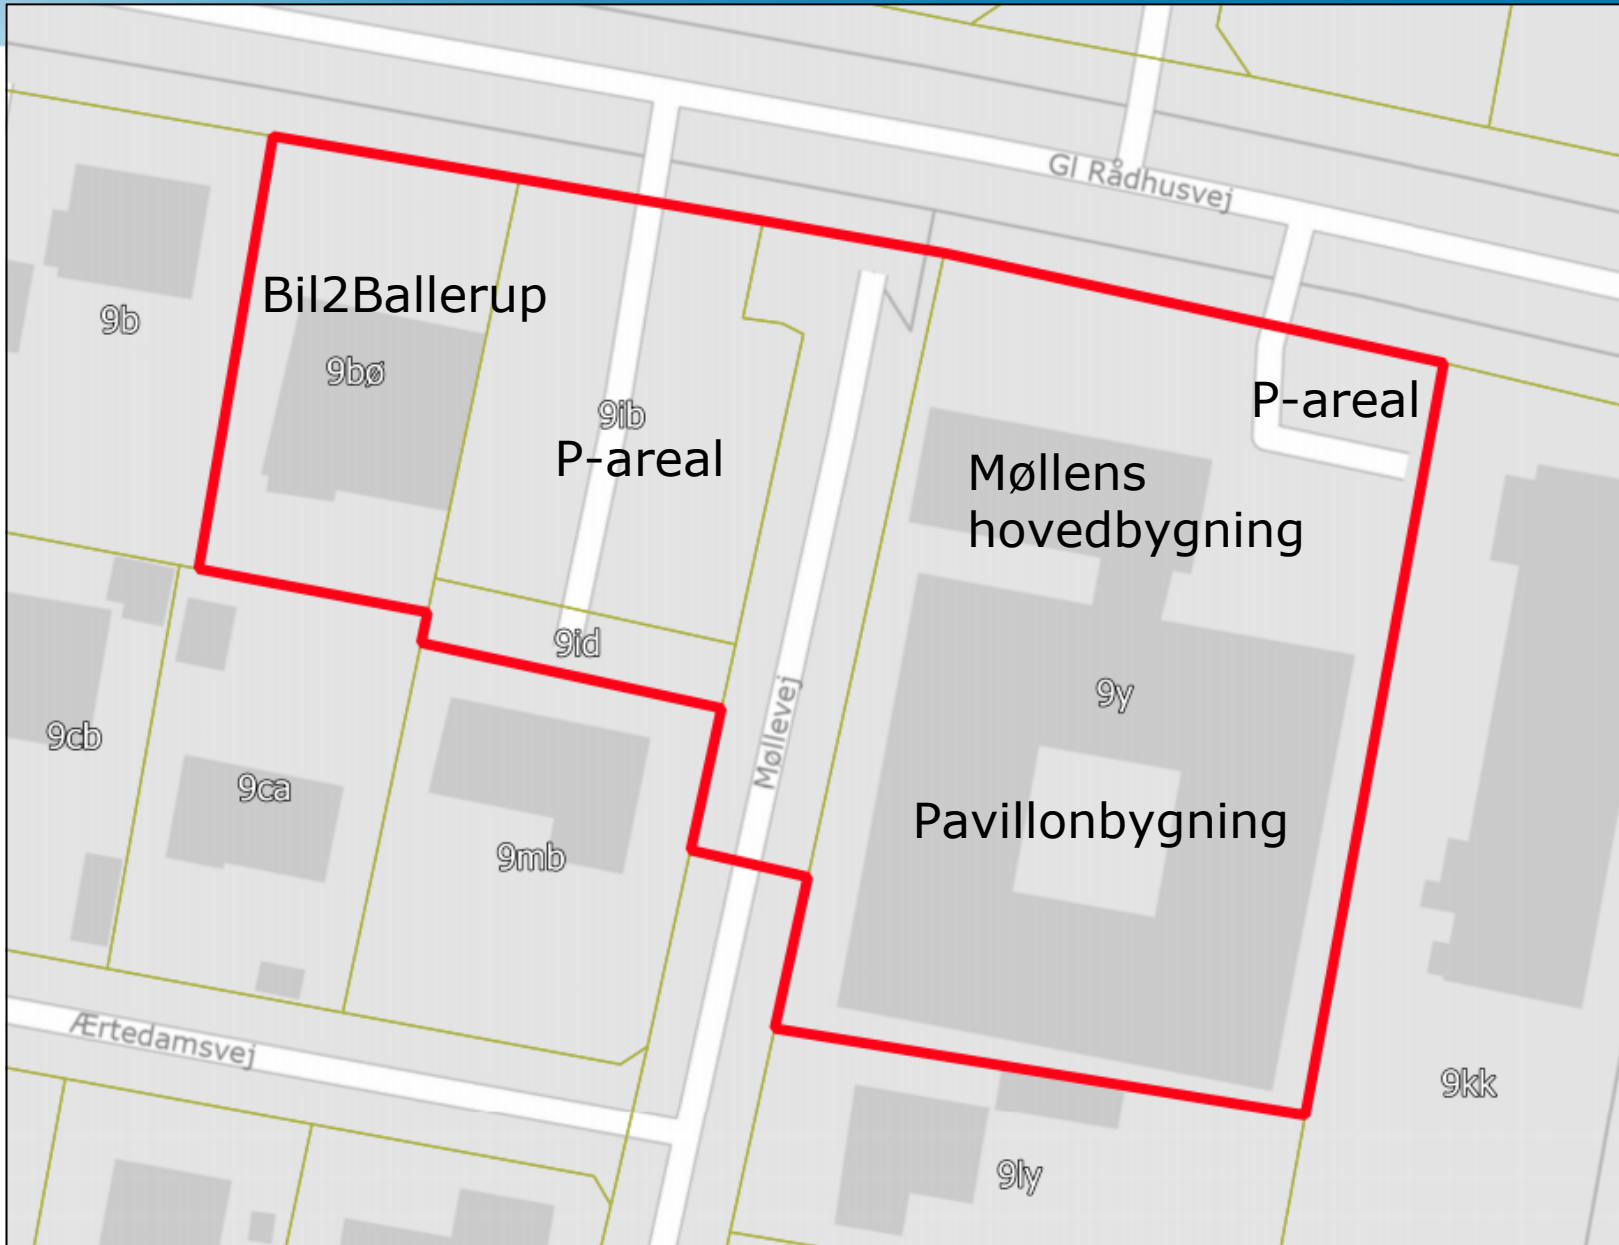 Gl Rådhusvej
Bil2Ballerup
9b
9bø
9ib
P-areal
P-areal
Møllens
hovedbygning
9id
9y
Møllevej
9cb
9ca
Pavillonbygning
9mb
Ærtedamsvej
9kk
9ly